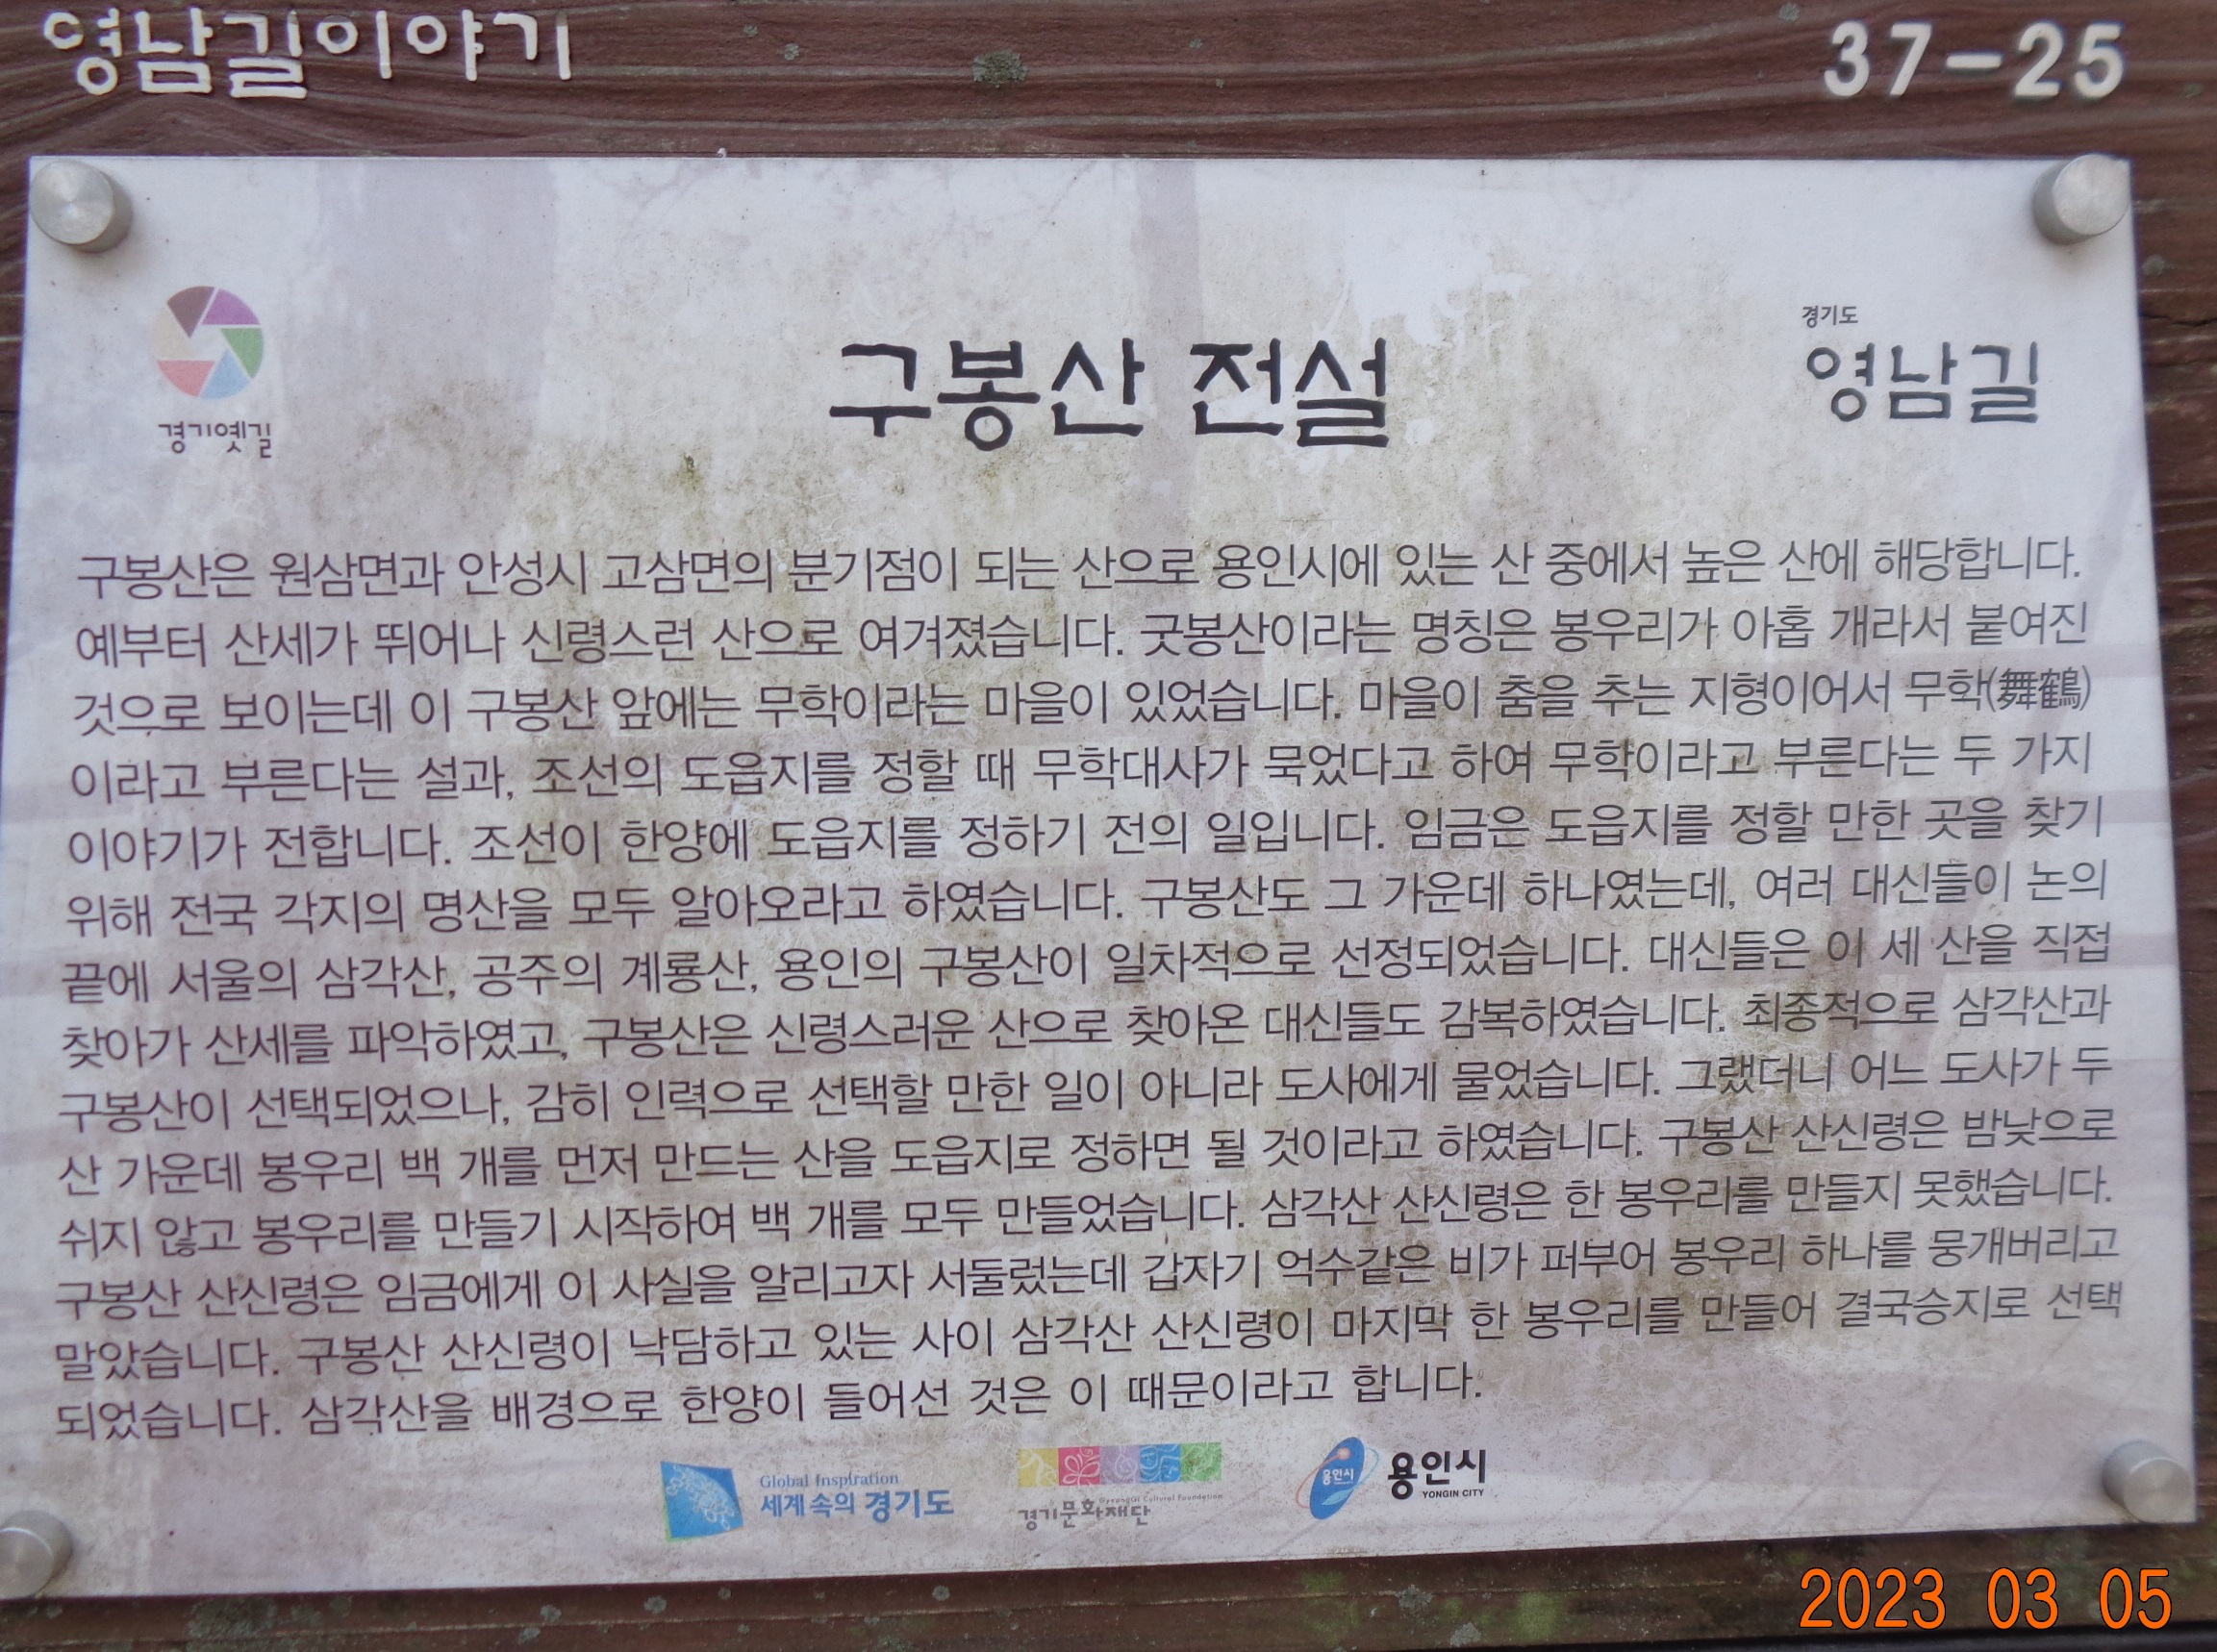 영남길이야기
37-25
경기옛길
구봉산 전설
경기도
영남길
구봉산은 원삼면과 안성시 고삼면의 분기점이 되는 산으로 용인시에 있는 산 중에서 높은 산에 해당합니다.
예부터 산세가 뛰어나 신령스런 산으로 여겨졌습니다. 굿봉산이라는 명칭은 봉우리가 아홉 개라서 붙여진
것으로 보이는데 이 구봉산 앞에는 무학이라는 마을이 있었습니다. 마을이 춤을 추는 지형이어서 무학(舞鶴)
이라고 부른다는 설과, 조선의 도읍지를 정할 때 무학대사가 묵었다고 하여 무학이라고 부른다는 두 가지
이야기가 전합니다. 조선이 한양에 도읍지를 정하기 전의 일입니다. 임금은 도읍지를 정할 만한 곳을 찾기
위해 전국 각지의 명산을 모두 알아오라고 하였습니다. 구봉산도 그 가운데 하나였는데, 여러 대신들이 논의
끝에 서울의 삼각산, 공주의 계룡산, 용인의 구봉산이 일차적으로 선정되었습니다. 대신들은 이 세 산을 직접
찾아가 산세를 파악하였고, 구봉산은 신령스러운 산으로 찾아온 대신들도 감복하였습니다. 최종적으로 삼각산과
구봉산이 선택되었으나, 감히 인력으로 선택할 만한 일이 아니라 도사에게 물었습니다. 그랬더니 어느 도사가 두
산 가운데 봉우리 백 개를 먼저 만드는 산을 도읍지로 정하면 될 것이라고 하였습니다. 구봉산 산신령은 밤낮으로
쉬지 않고 봉우리를 만들기 시작하여 백 개를 모두 만들었습니다. 삼각산 산신령은 한 봉우리를 만들지 못했습니다.
구봉산 산신령은 임금에게 이 사실을 알리고자 서둘렀는데 갑자기 억수같은 비가 퍼부어 봉우리 하나를 뭉개버리고
말았습니다. 구봉산 산신령이 낙담하고 있는 사이 삼각산 산신령이 마지막 한 봉우리를 만들어 결국승지로 선택
되었습니다. 삼각산을 배경으로 한양이 들어선 것은 이 때문이라고 합니다.
Global Inspiration
세계 속의 경기도
Gyeonggi Cultural Foundation
경기문화재단
용인시
용인시
YONGIN CITY
2023 03 05